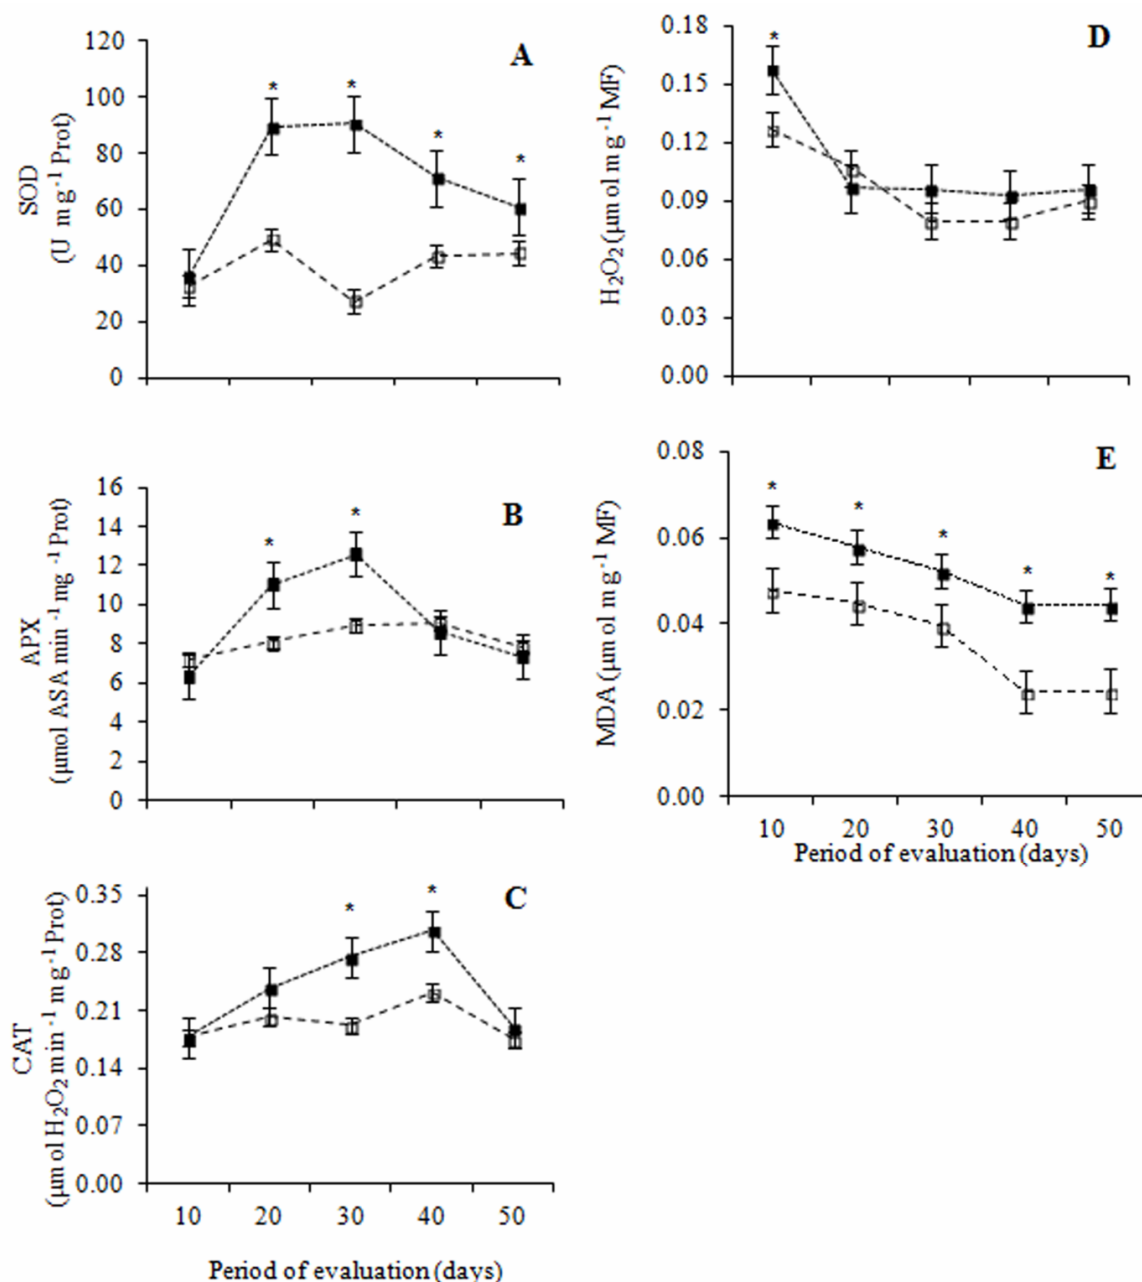 A
120
100
80
60
40
20
0
SOD
(U mg⁻¹ Prot)
* * * *
B
16
14
12
10
8
6
4
2
0
APX
(µmol ASA min⁻¹ mg⁻¹ Prot)
* *
C
0.35
0.28
0.21
0.14
0.07
0.00
CAT
(µmol H₂O₂ min⁻¹ mg⁻¹ Prot)
* *
10 20 30 40 50
Period of evaluation (days)
D
0.18
0.15
0.12
0.09
0.06
0.03
0.00
H₂O₂ (µmol mg⁻¹ MF)
*
E
0.08
0.06
0.04
0.02
0.00
MDA (µmol mg⁻¹ MF)
* * * * *
10 20 30 40 50
Period of evaluation (days)